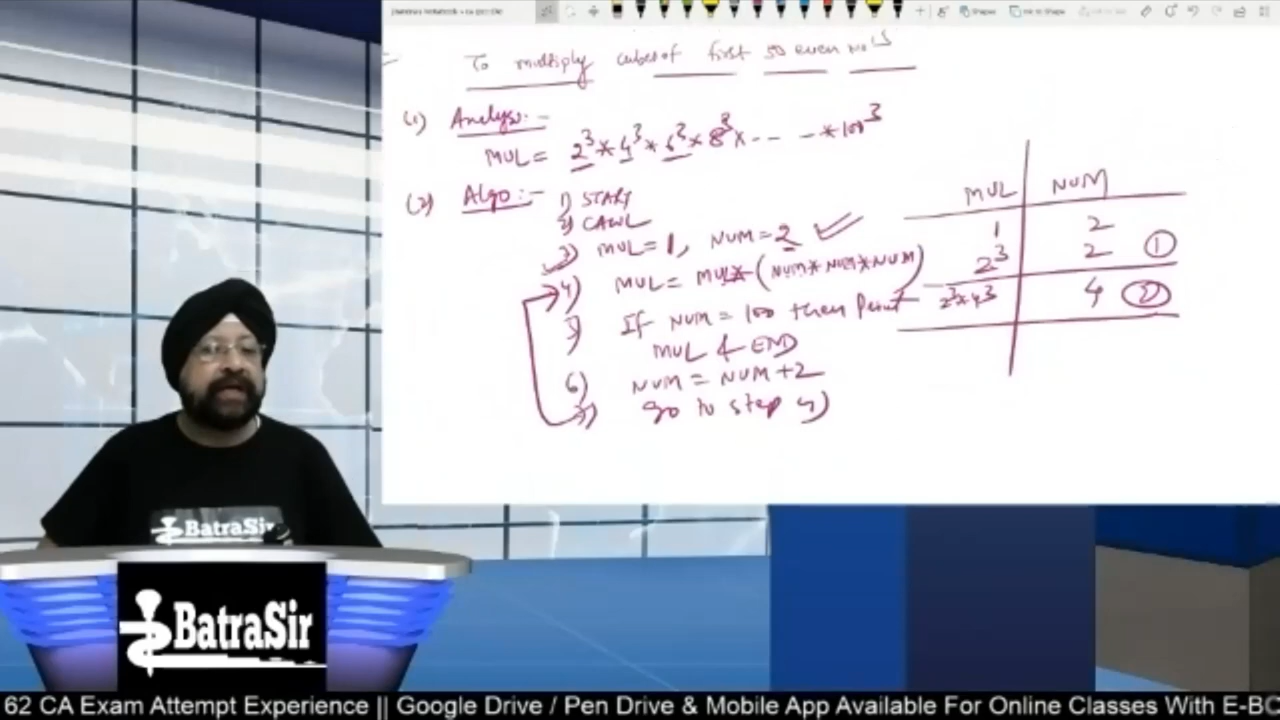 To multiply cubes of first 50 even no's
(1) Analysis:-
MUL = 2³ * 4³ * 6³ * 8³ * - - - * 100³
(2) Algo:- 1) START
2) CAWL
3) MUL = 1, NUM = 2
4) MUL = MUL * (NUM * NUM * NUM)
5) If NUM = 100 then Print
MUL & END
6) NUM = NUM + 2
7) go to step 4)
MUL NUM
1 2
2³ 2 ①
2³*4³ 4 ②
BatraSir
BatraSir
62 CA Exam Attempt Experience || Google Drive / Pen Drive & Mobile App Available For Online Classes With E-BO